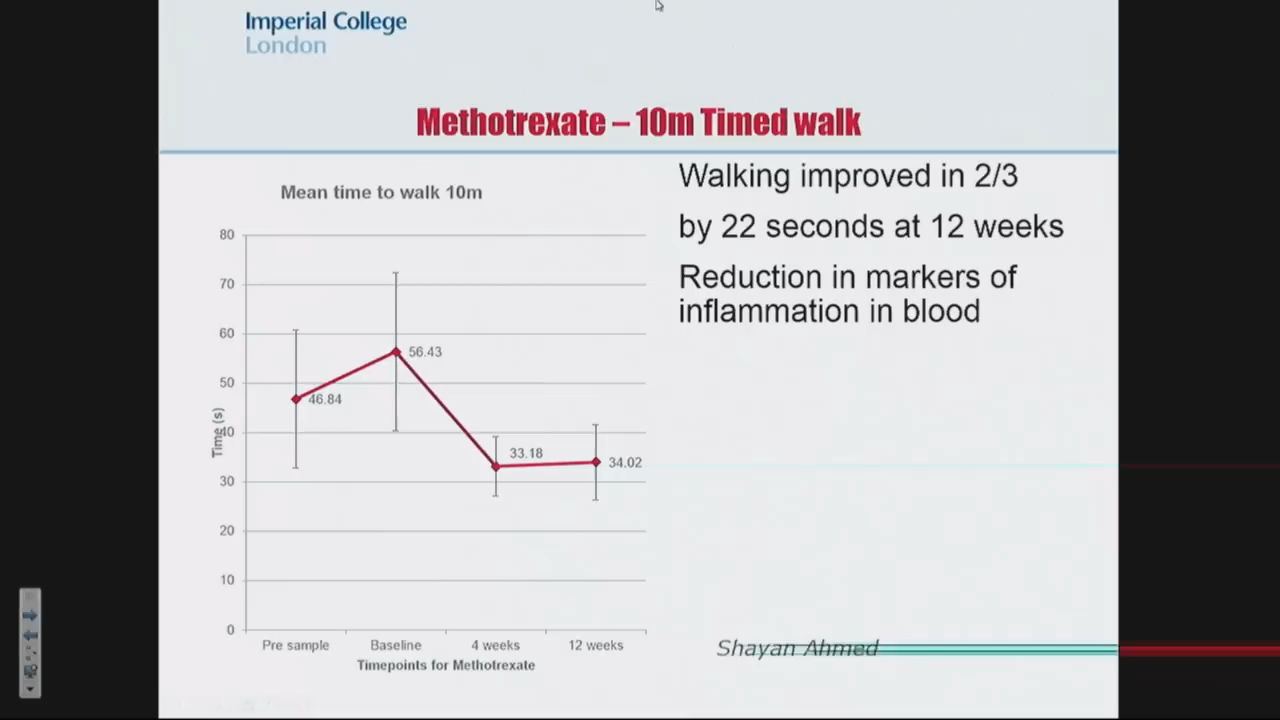 Imperial College
London
Methotrexate – 10m Timed walk
Mean time to walk 10m
80
70
60
50
40
30
20
10
0
Time (s)
46.84
56.43
33.18
34.02
Pre sample
Baseline
4 weeks
12 weeks
Timepoints for Methotrexate
Walking improved in 2/3
by 22 seconds at 12 weeks
Reduction in markers of
inflammation in blood
Shayan Ahmed